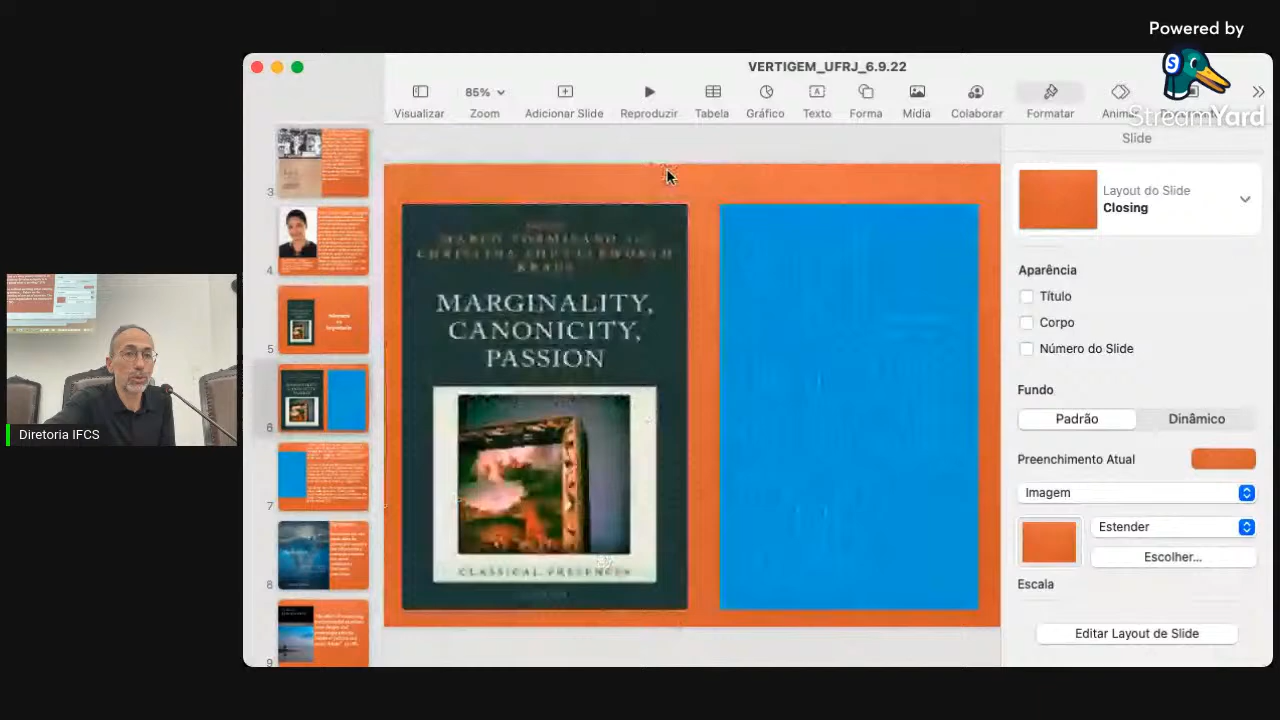 Powered by
StreamYard
VERTIGEM_UFRJ_6.9.22
85%
Visualizar
Zoom
Adicionar Slide
Reproduzir
Tabela
Gráfico
Texto
Forma
Mídia
Colaborar
Formatar
Slide
Layout do Slide
Closing
Aparência
Título
Corpo
Número do Slide
Fundo
Padrão
Dinâmico
Preenchimento Atual
Imagem
Estender
Escolher...
Escala
Editar Layout de Slide
3
4
5
6
7
8
9
MARGINALITY,
CANONICITY,
PASSION
CLASSICAL PRESENCES
Diretoria IFCS